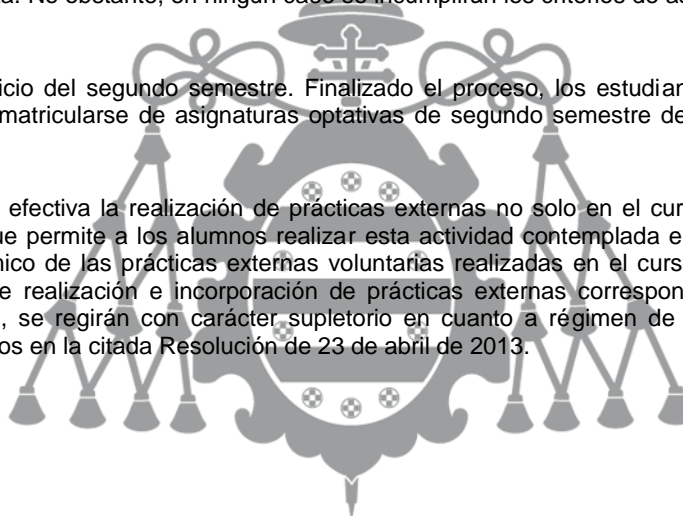 icio del segundo semestre. Finalizado el proceso, los estudian
matricularse de asignaturas optativas de segundo semestre de
efectiva la realización de prácticas externas no solo en el cur
ue permite a los alumnos realizar esta actividad contemplada e
nico de las prácticas externas voluntarias realizadas en el curs
e realización e incorporación de prácticas externas correspon
, se regirán con carácter supletorio en cuanto a régimen de
os en la citada Resolución de 23 de abril de 2013.